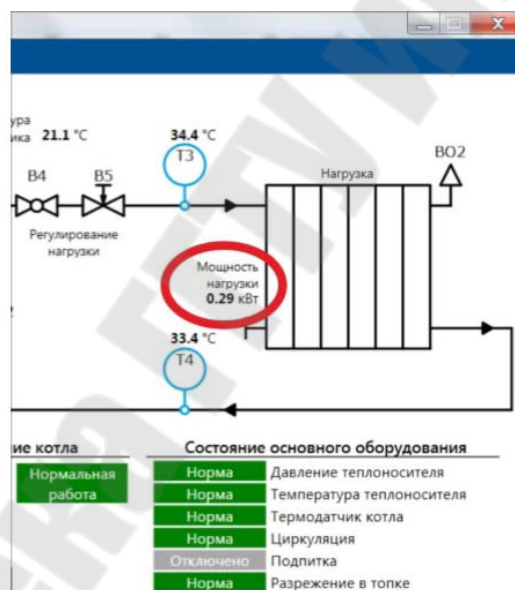 ура
ика 21.1 °C
34.4 °C
T3
B4
B5
Нагрузка
BO2
Регулирование
нагрузки
Мощность
нагрузки
0.29 кВт
33.4 °C
T4
ие котла
Нормальная
работа
Состояние основного оборудования
Норма Давление теплоносителя
Норма Температура теплоносителя
Норма Термодатчик котла
Норма Циркуляция
Отключено Подпитка
Норма Разрежение в топке